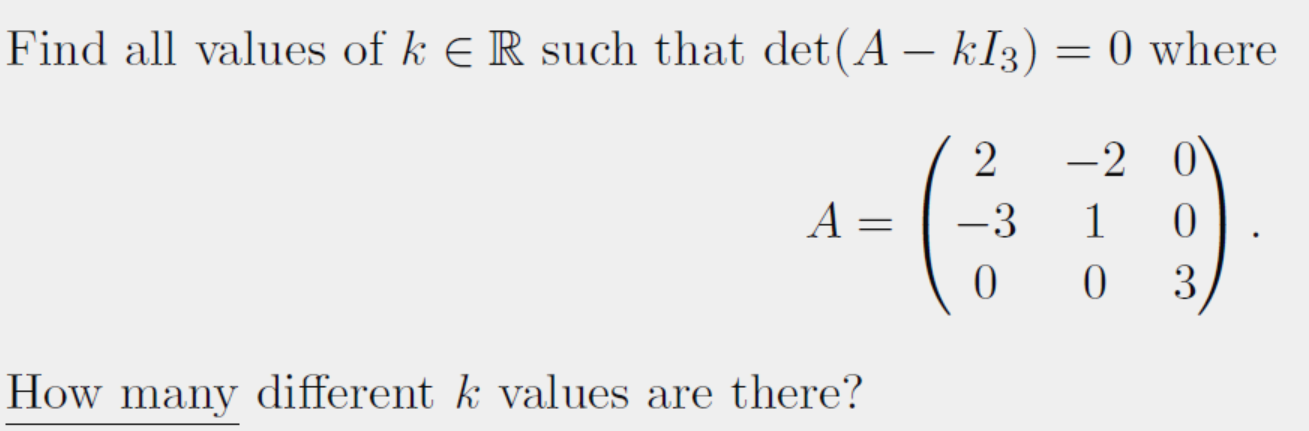 Find all values of k ∈ ℝ such that det(A − kI₃) = 0 where
A = ( 2 −2 0
−3 1 0
0 0 3 ) .
How many different k values are there?